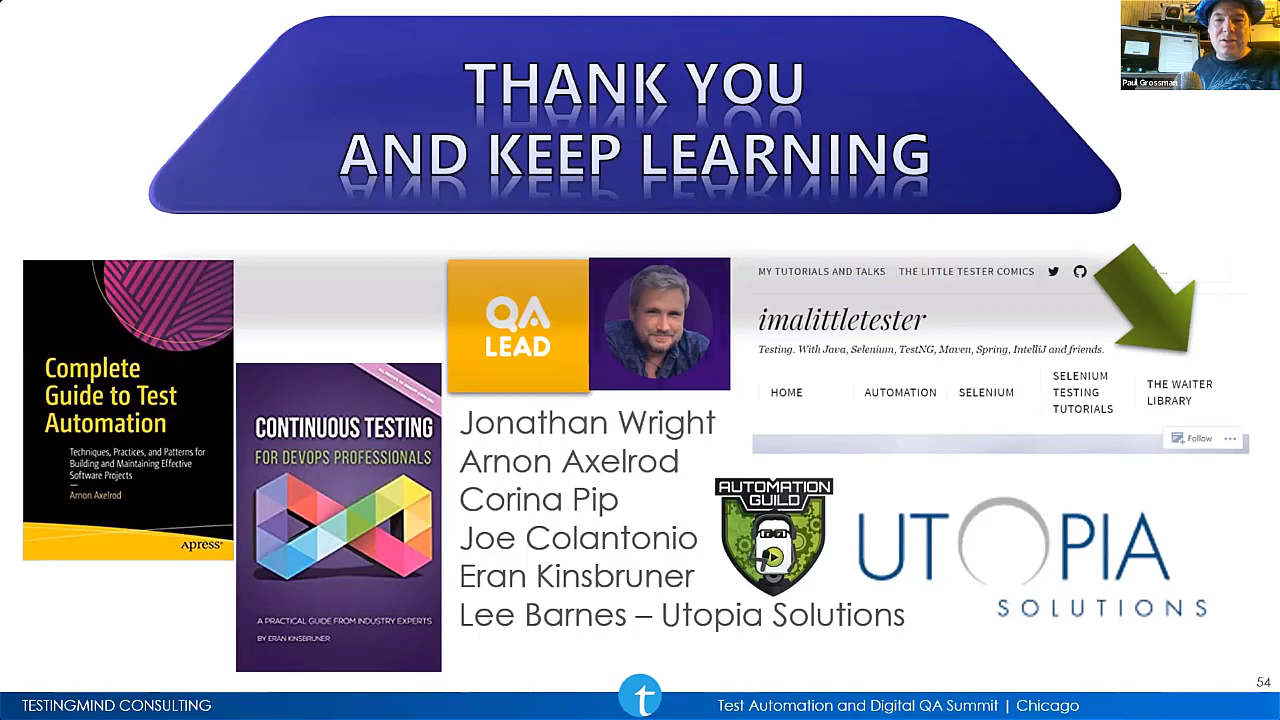 THANK YOU
AND KEEP LEARNING
Paul Grossman
Complete
Guide to Test
Automation
Techniques, Practices, and Patterns for
Building and Maintaining Effective
Software Projects
Arnon Axelrod
Apress®
CONTINUOUS TESTING
FOR DEVOPS PROFESSIONALS
A PRACTICAL GUIDE FROM INDUSTRY EXPERTS
BY ERAN KINSBRUNER
QA
LEAD
MY TUTORIALS AND TALKS THE LITTLE TESTER COMICS
imalittletester
Testing. With Java, Selenium, TestNG, Maven, Spring, IntelliJ and friends.
HOME
AUTOMATION
SELENIUM
SELENIUM
TESTING
TUTORIALS
THE WAITER
LIBRARY
Follow
Jonathan Wright
Arnon Axelrod
Corina Pip
Joe Colantonio
Eran Kinsbruner
Lee Barnes – Utopia Solutions
AUTOMATION
GUILD
UTOPIA
SOLUTIONS
54
TESTINGMIND CONSULTING
t
Test Automation and Digital QA Summit | Chicago